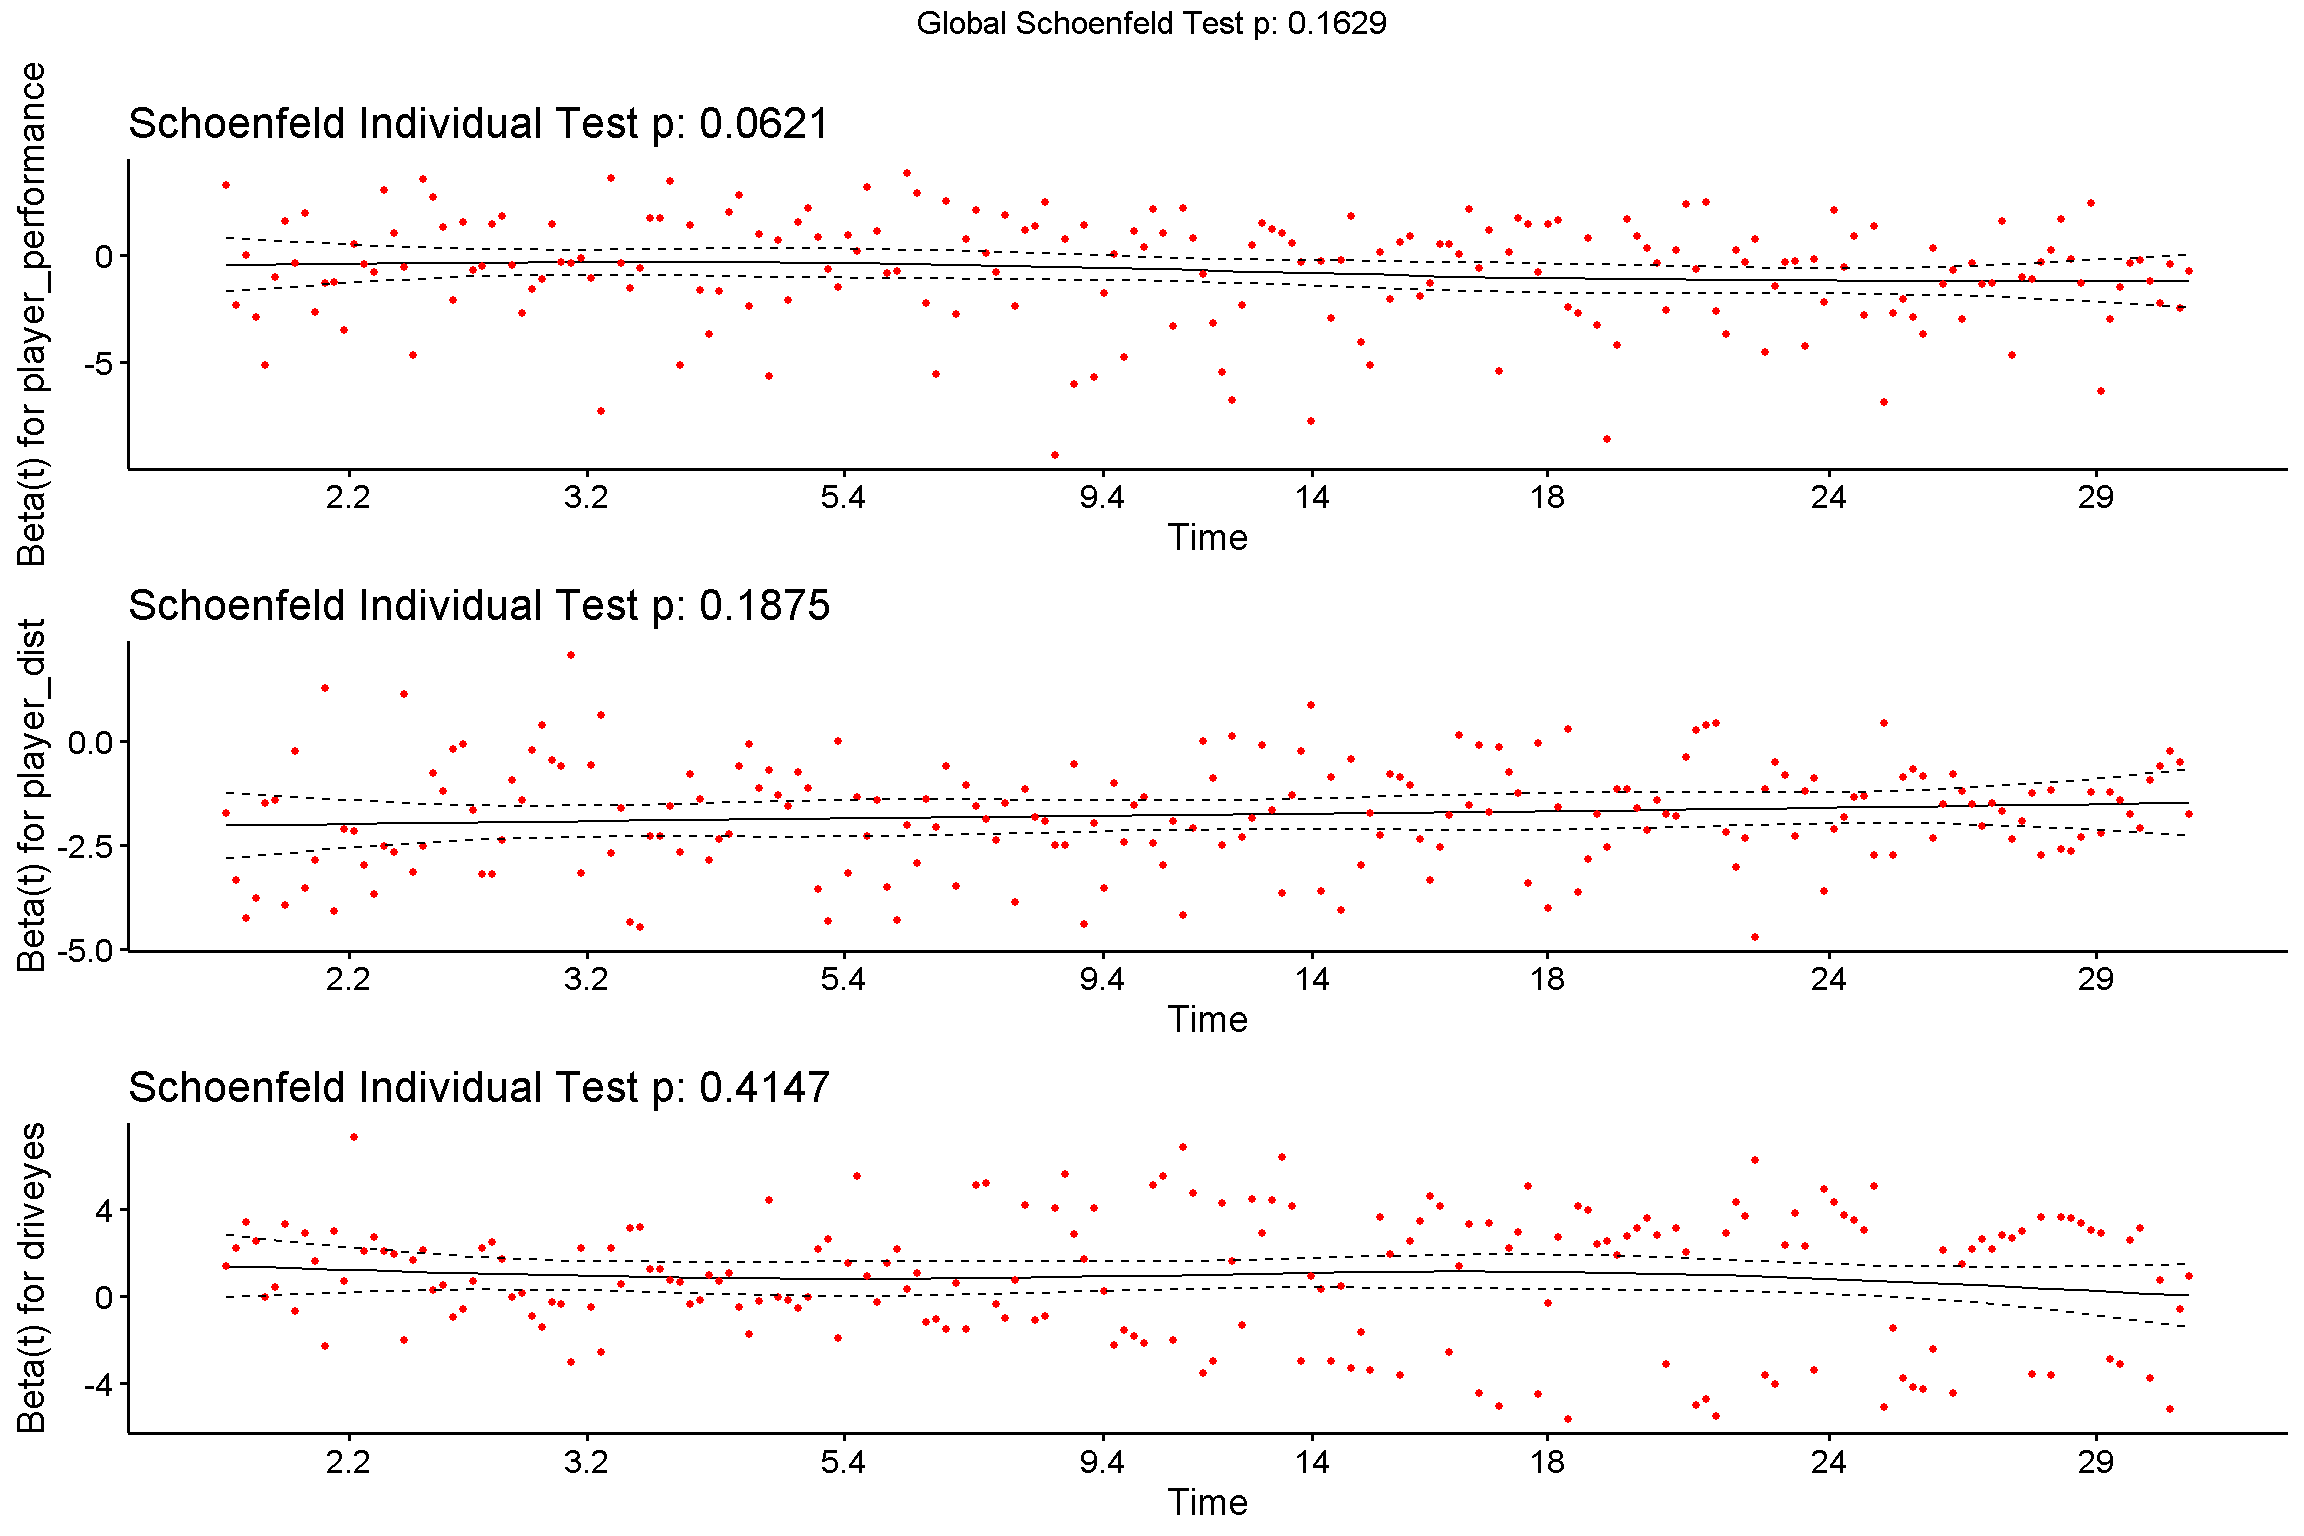 Global Schoenfeld Test p: 0.1629
Schoenfeld Individual Test p: 0.0621
Beta(t) for player_performance
0
-5
2.2 3.2 5.4 9.4 14 18 24 29
Time
Schoenfeld Individual Test p: 0.1875
Beta(t) for player_dist
0.0
-2.5
-5.0
2.2 3.2 5.4 9.4 14 18 24 29
Time
Schoenfeld Individual Test p: 0.4147
Beta(t) for driveyes
4
0
-4
2.2 3.2 5.4 9.4 14 18 24 29
Time